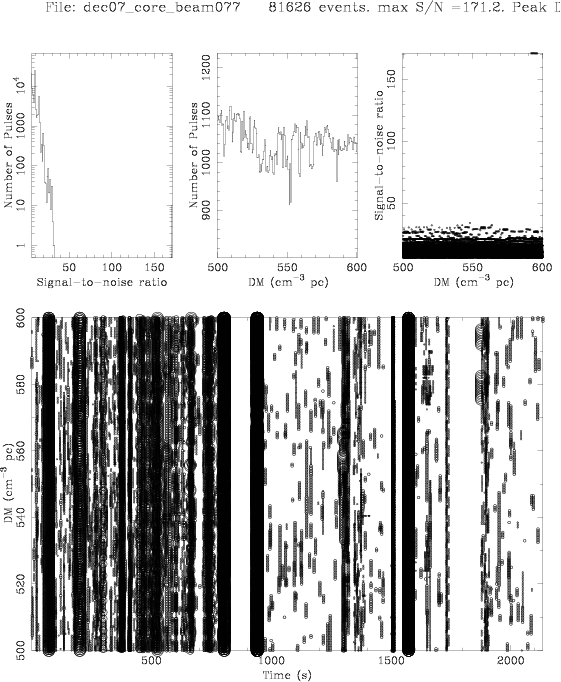 File: dec07_core_beam077 81626 events. max S/N =171.2. Peak D
Number of Pulses
10⁴
1000
100
10
1
50 100 150
Signal-to-noise ratio
Number of Pulses
1200
1100
1000
900
500 550 600
DM (cm⁻³ pc)
Signal-to-noise ratio
150
100
50
500 550 600
DM (cm⁻³ pc)
DM (cm⁻³ pc)
600
580
560
540
520
500
500 1000 1500 2000
Time (s)